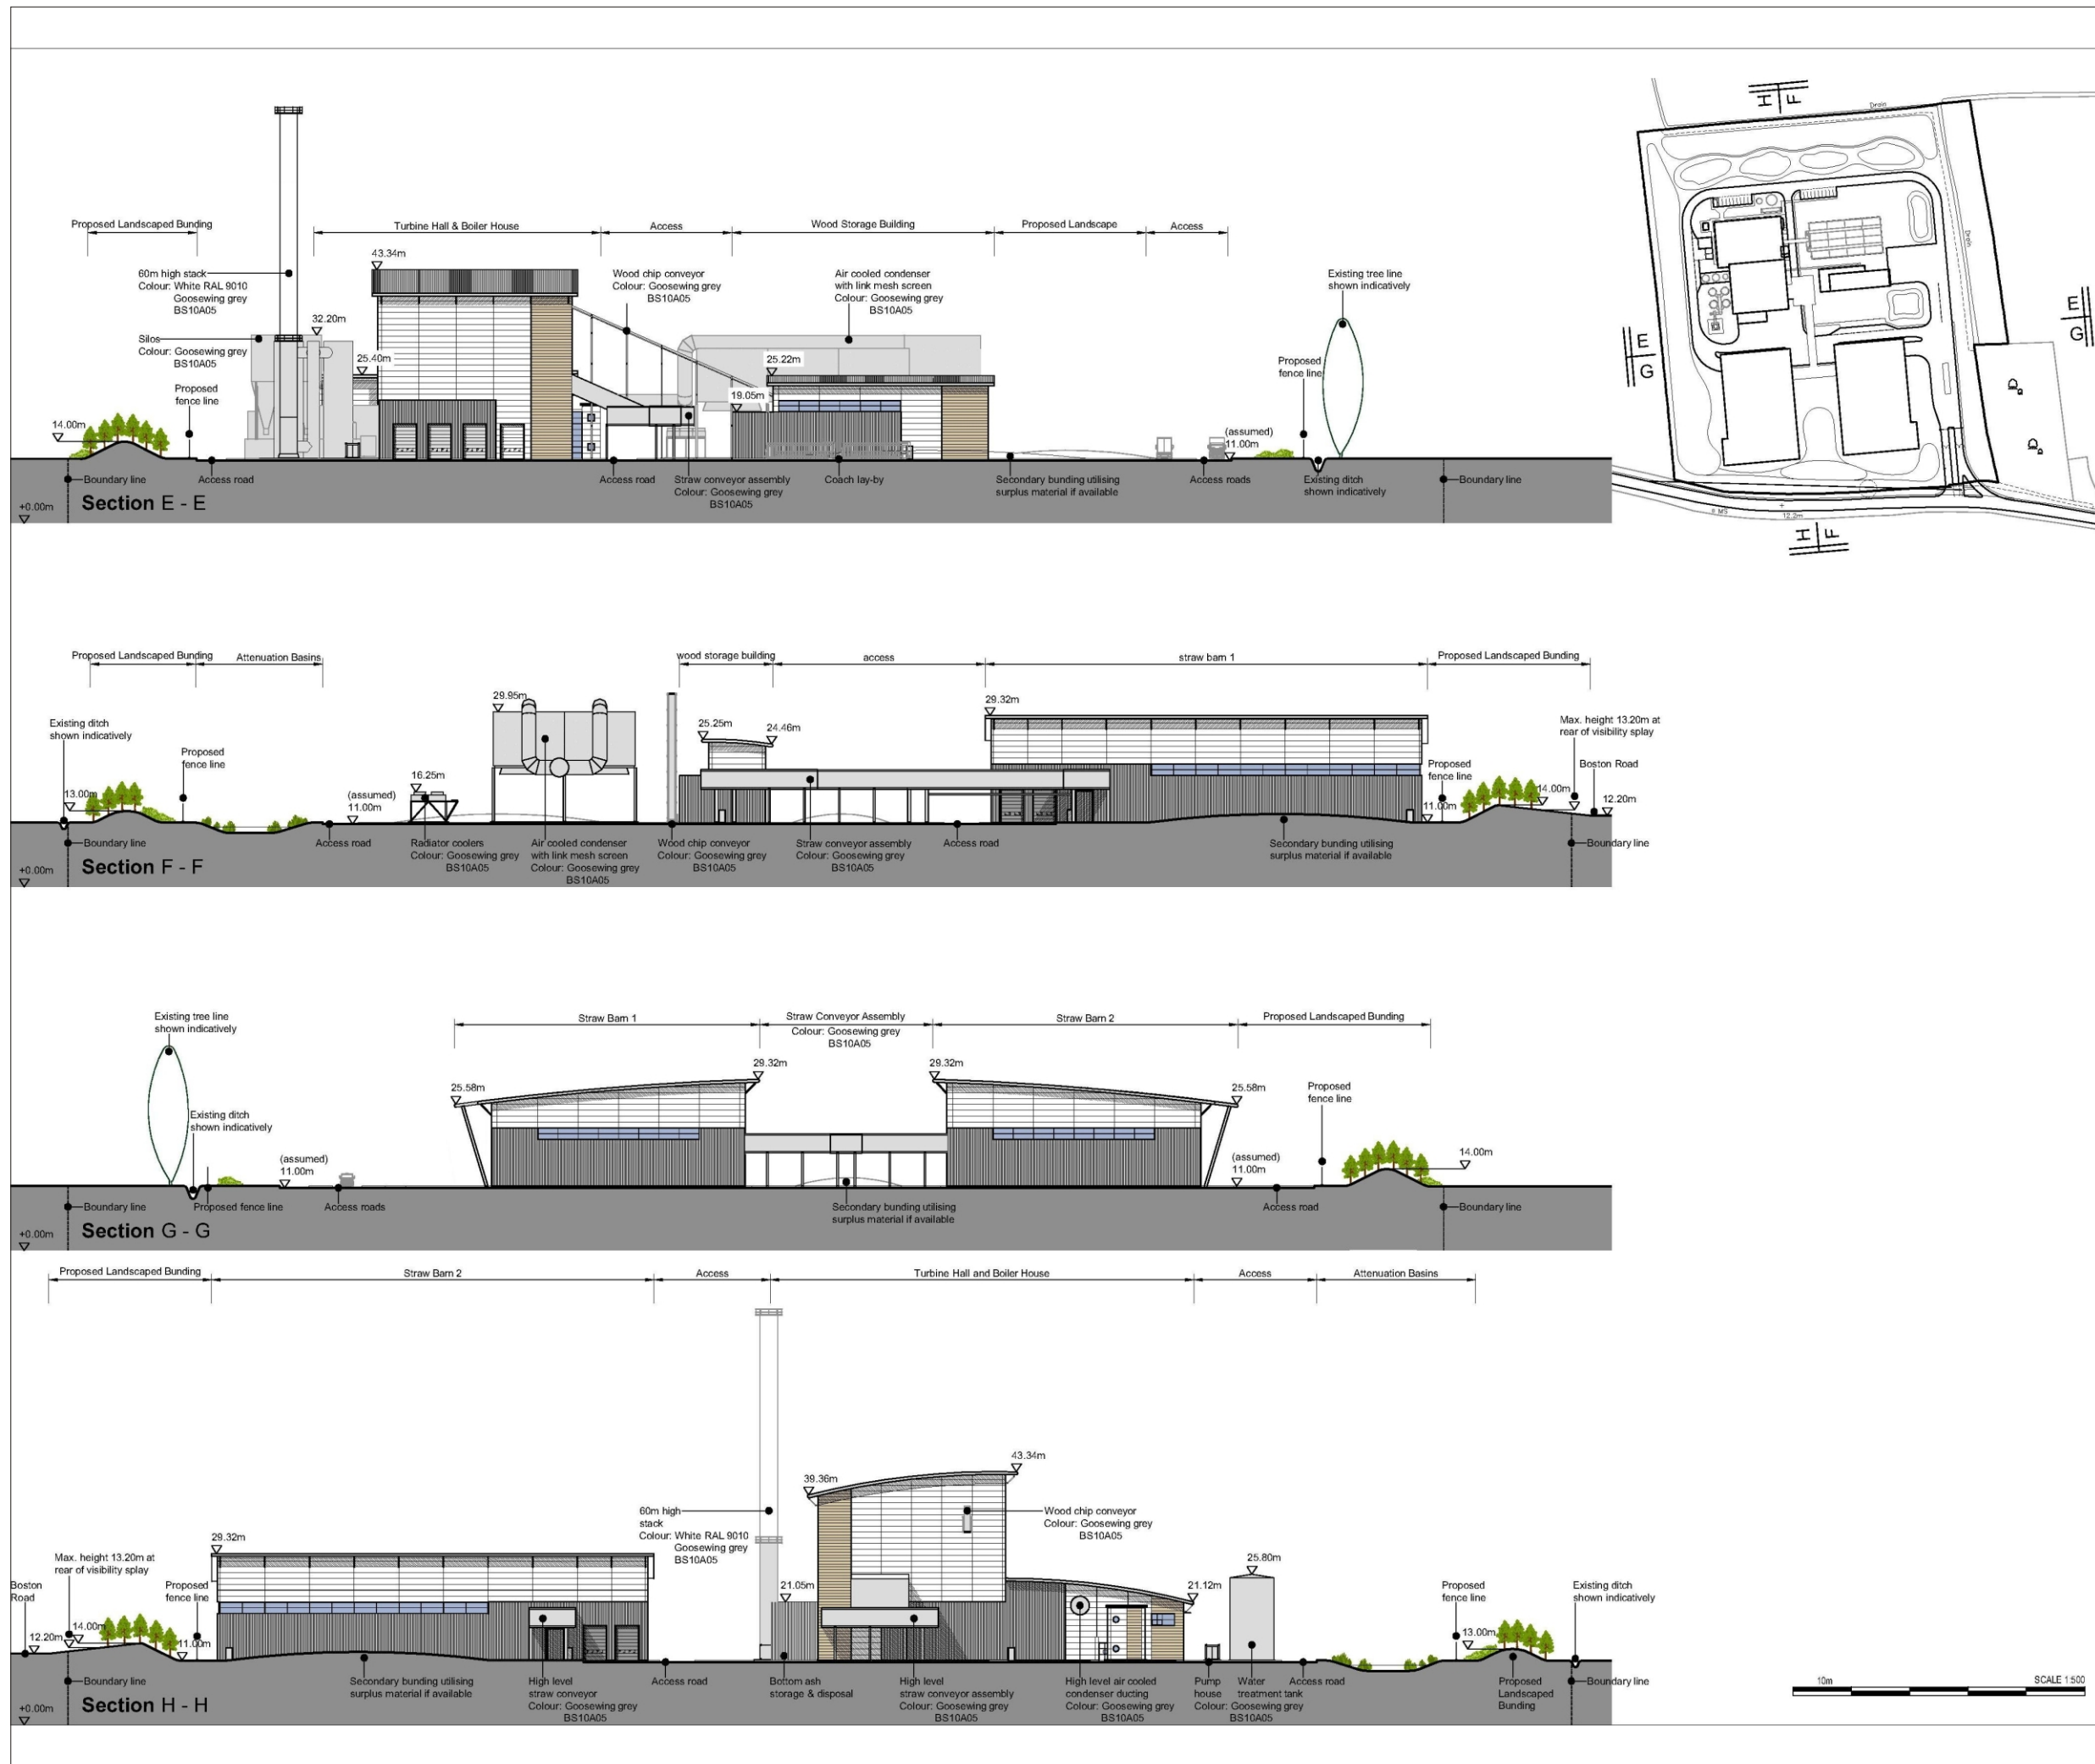 Proposed Landscaped Bunding
Turbine Hall & Boiler House
Access
Wood Storage Building
Proposed Landscape
Access
60m high stack
Colour: White RAL 9010
Goosewing grey
BS10A05
43.34m
Wood chip conveyor
Colour: Goosewing grey
BS10A05
Air cooled condenser
with link mesh screen
Colour: Goosewing grey
BS10A05
Existing tree line
shown indicatively
32.20m
Silos
Colour: Goosewing grey
BS10A05
25.40m
25.22m
Proposed
fence line
Proposed
fence line
19.05m
14.00m
(assumed)
11.00m
Boundary line
Access road
Access road
Straw conveyor assembly
Colour: Goosewing grey
BS10A05
Coach lay-by
Secondary bunding utilising
surplus material if available
Access roads
Existing ditch
shown indicatively
Boundary line
+0.00m
Section E - E
H F
Drain
Drain
E
G
E
G
MS
12.2m
H F
Proposed Landscaped Bunding
Attenuation Basins
wood storage building
access
straw barn 1
Proposed Landscaped Bunding
Existing ditch
shown indicatively
Proposed
fence line
29.95m
25.25m
24.46m
29.32m
Max. height 13.20m at
rear of visibility splay
Proposed
fence line
Boston Road
13.00m
(assumed)
11.00m
16.25m
11.00m
14.00m
12.20m
Boundary line
Access road
Radiator coolers
Colour: Goosewing grey
BS10A05
Air cooled condenser
with link mesh screen
Colour: Goosewing grey
BS10A05
Wood chip conveyor
Colour: Goosewing grey
BS10A05
Straw conveyor assembly
Colour: Goosewing grey
BS10A05
Access road
Secondary bunding utilising
surplus material if available
Boundary line
+0.00m
Section F - F
Existing tree line
shown indicatively
Straw Barn 1
Straw Conveyor Assembly
Colour: Goosewing grey
BS10A05
Straw Barn 2
Proposed Landscaped Bunding
25.58m
29.32m
29.32m
25.58m
Proposed
fence line
Existing ditch
shown indicatively
(assumed)
11.00m
(assumed)
11.00m
14.00m
Boundary line
Proposed fence line
Access roads
Secondary bunding utilising
surplus material if available
Access road
Boundary line
+0.00m
Section G - G
Proposed Landscaped Bunding
Straw Barn 2
Access
Turbine Hall and Boiler House
Access
Attenuation Basins
60m high
stack
Colour: White RAL 9010
Goosewing grey
BS10A05
39.36m
43.34m
Wood chip conveyor
Colour: Goosewing grey
BS10A05
29.32m
Max. height 13.20m at
rear of visibility splay
Boston
Road
Proposed
fence line
21.05m
21.12m
25.80m
Proposed
fence line
Existing ditch
shown indicatively
12.20m
14.00m
11.00m
13.00m
Boundary line
Secondary bunding utilising
surplus material if available
High level
straw conveyor
Colour: Goosewing grey
BS10A05
Access road
Bottom ash
storage & disposal
High level
straw conveyor assembly
Colour: Goosewing grey
BS10A05
High level air cooled
condenser ducting
Colour: Goosewing grey
BS10A05
Pump
house
Water
treatment tank
Colour: Goosewing grey
BS10A05
Access road
Proposed
Landscaped
Bunding
Boundary line
+0.00m
Section H - H
10m
SCALE 1:500